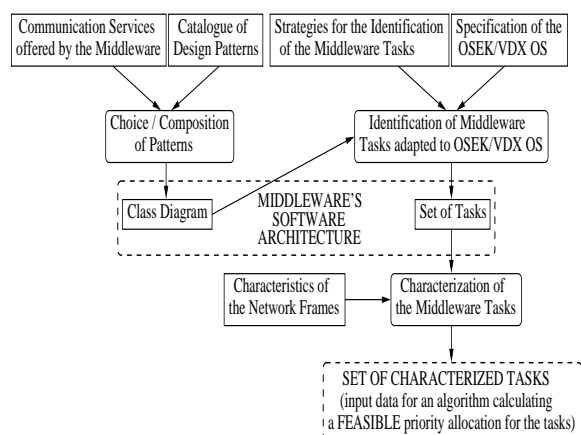 Communication Services
offered by the Middleware
Catalogue of
Design Patterns
Strategies for the Identification
of the Middleware Tasks
Specification of the
OSEK/VDX OS
Choice / Composition
of Patterns
Identification of Middleware
Tasks adapted to OSEK/VDX OS
Class Diagram
MIDDLEWARE'S
SOFTWARE
ARCHITECTURE
Set of Tasks
Characteristics of
the Network Frames
Characterization of
the Middleware Tasks
SET OF CHARACTERIZED TASKS
(input data for an algorithm calculating
a FEASIBLE priority allocation for the tasks)